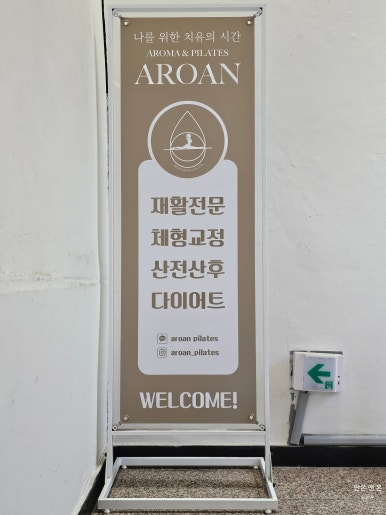 나를 위한 치유의 시간
AROMA & PILATES
AROAN
재활전문
체형교정
산전산후
다이어트
aroan pilates
aroan_pilates
WELCOME!